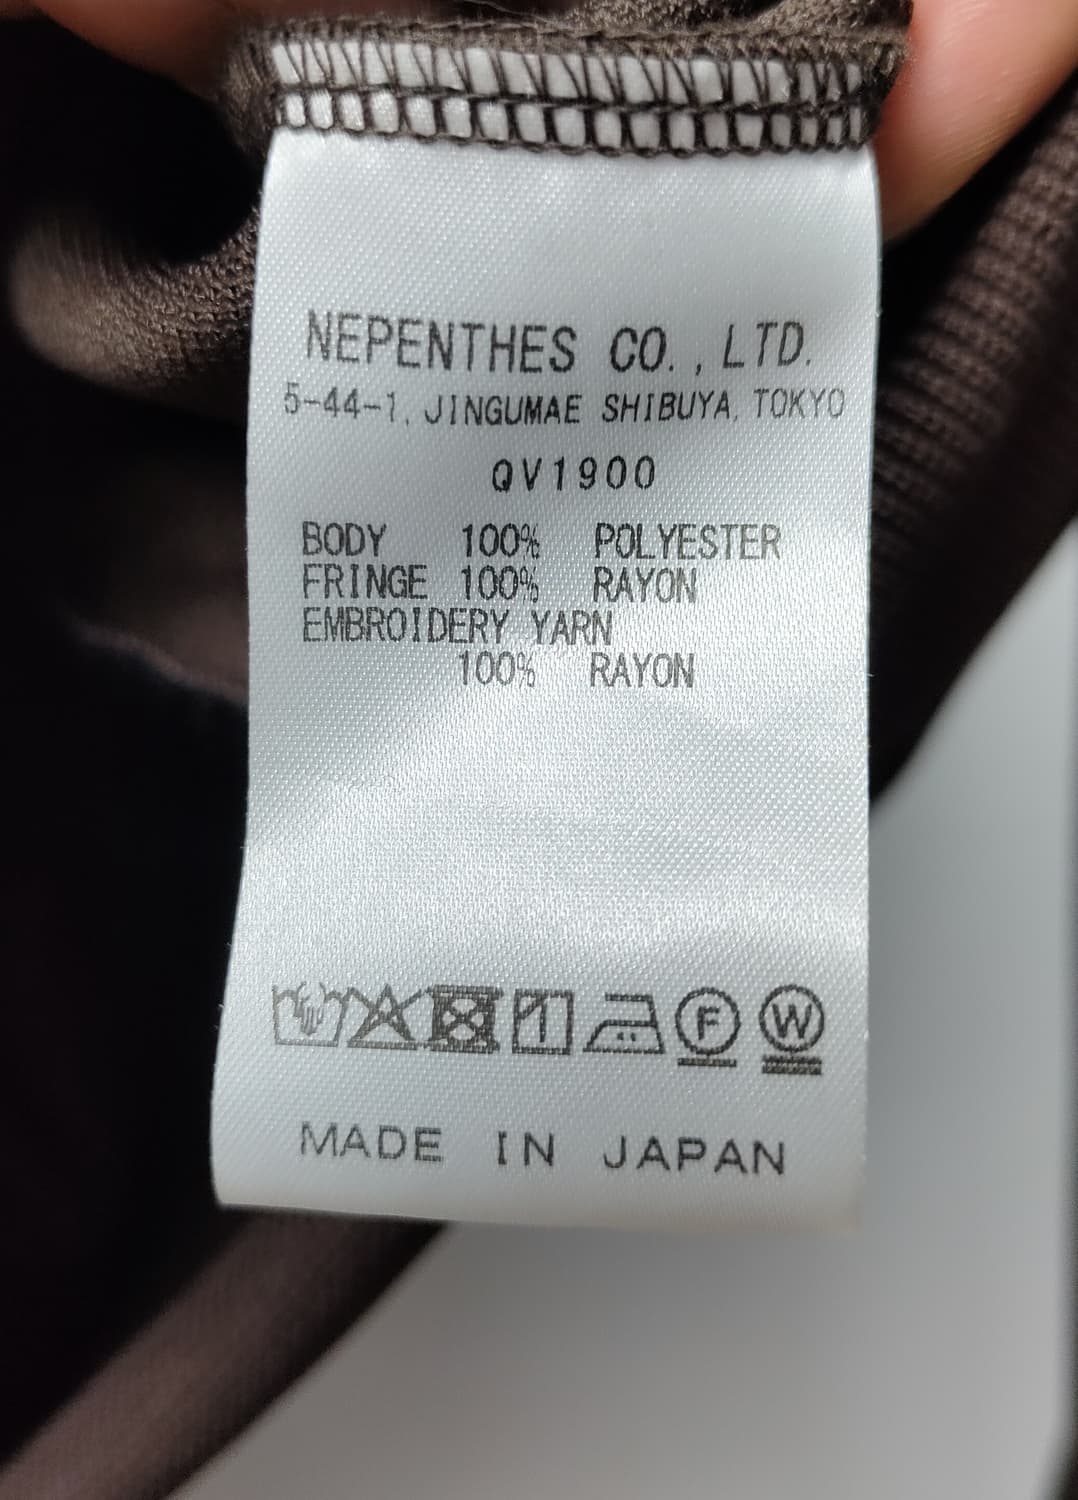 NEPENTHES CO.,LTD.
5-44-1, JINGUMAE SHIBUYA, TOKYO
QV1900
BODY 100% POLYESTER
FRINGE 100% RAYON
EMBROIDERY YARN
100% RAYON
F W
MADE IN JAPAN